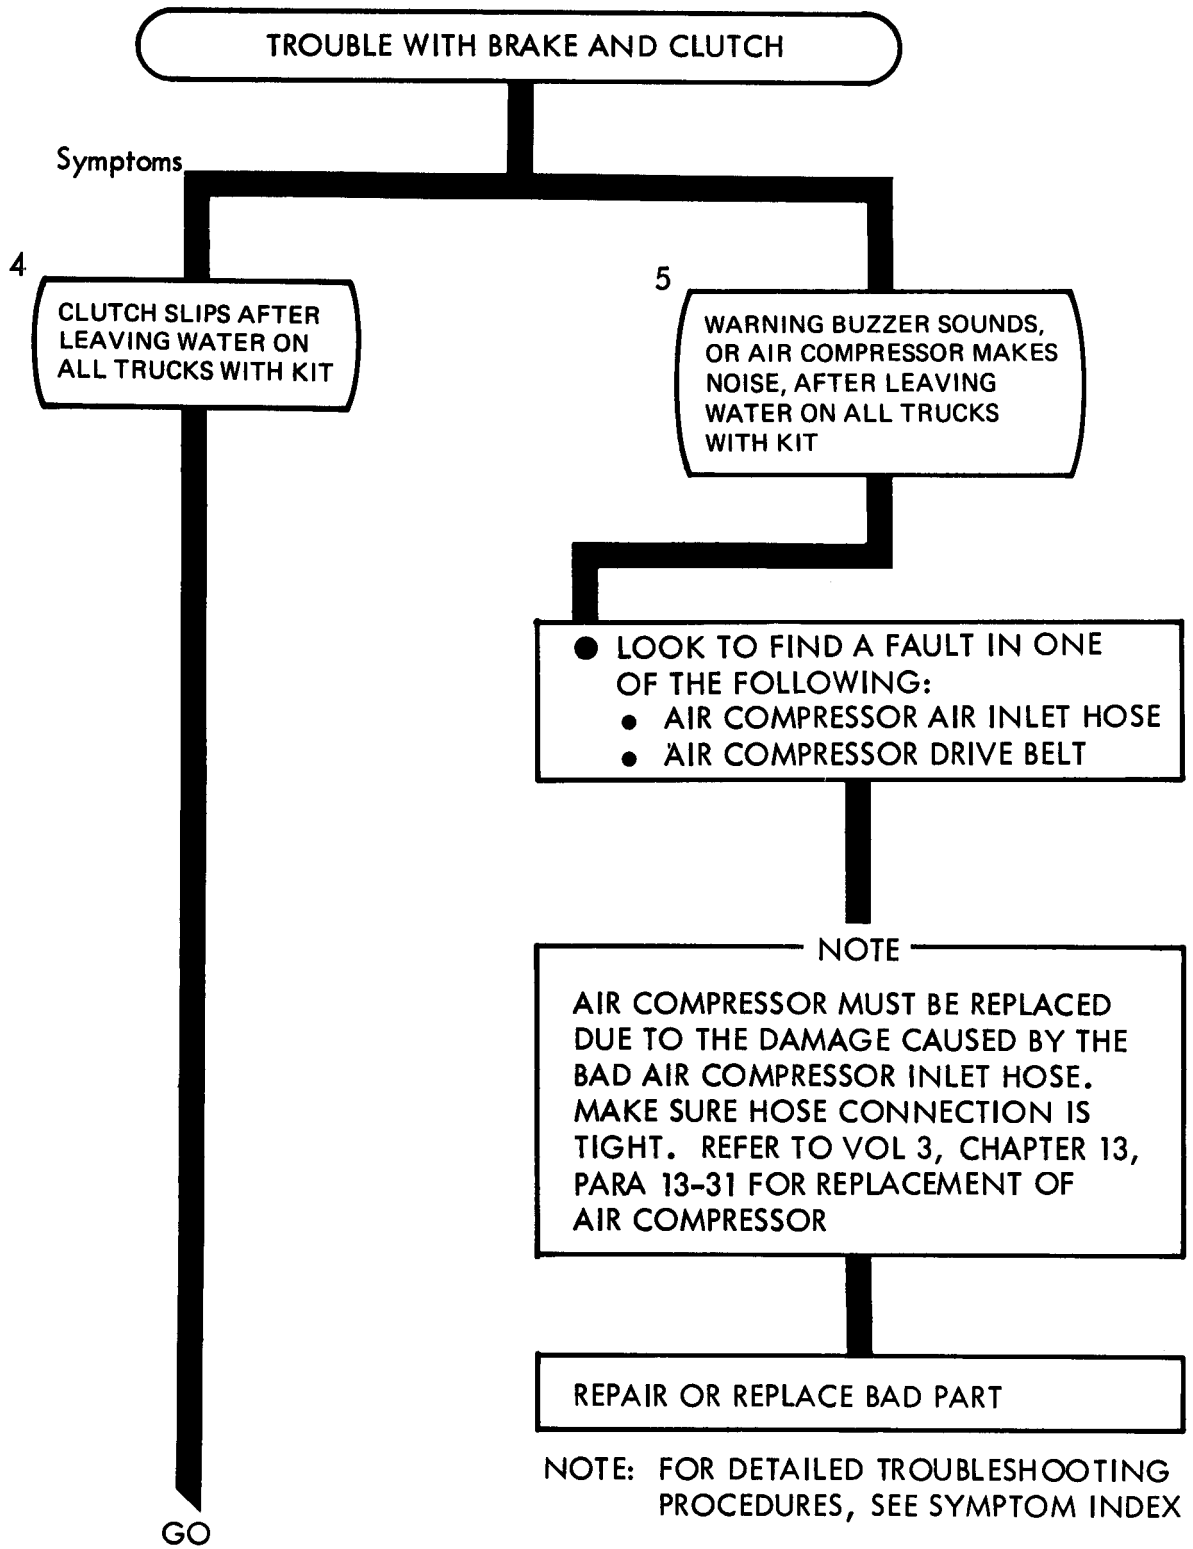 TROUBLE WITH BRAKE AND CLUTCH
Symptoms
4
CLUTCH SLIPS AFTER
LEAVING WATER ON
ALL TRUCKS WITH KIT
5
WARNING BUZZER SOUNDS,
OR AIR COMPRESSOR MAKES
NOISE, AFTER LEAVING
WATER ON ALL TRUCKS
WITH KIT
● LOOK TO FIND A FAULT IN ONE
OF THE FOLLOWING:
● AIR COMPRESSOR AIR INLET HOSE
● AIR COMPRESSOR DRIVE BELT
NOTE
AIR COMPRESSOR MUST BE REPLACED
DUE TO THE DAMAGE CAUSED BY THE
BAD AIR COMPRESSOR INLET HOSE.
MAKE SURE HOSE CONNECTION IS
TIGHT. REFER TO VOL 3, CHAPTER 13,
PARA 13-31 FOR REPLACEMENT OF
AIR COMPRESSOR
REPAIR OR REPLACE BAD PART
NOTE: FOR DETAILED TROUBLESHOOTING
PROCEDURES, SEE SYMPTOM INDEX
GO